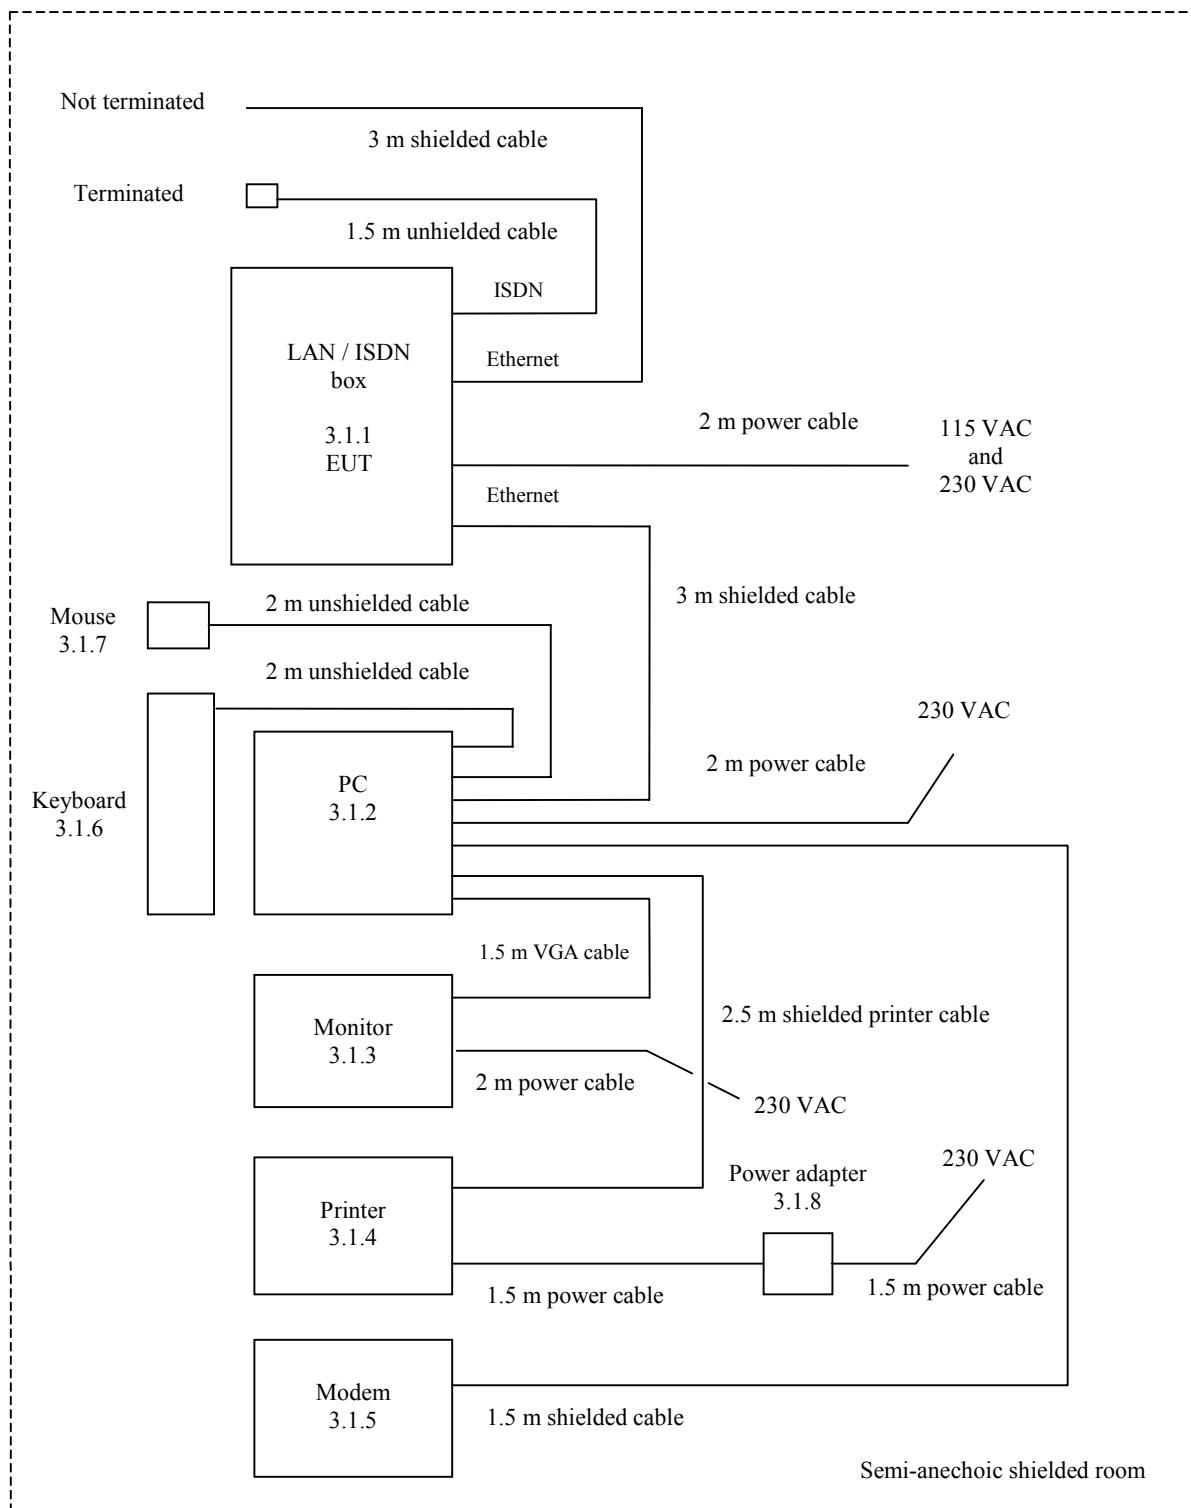 Not terminated
3 m shielded cable
Terminated
1.5 m unhielded cable
ISDN
LAN / ISDN
box
Ethernet
3.1.1
EUT
2 m power cable
115 VAC
and
230 VAC
Ethernet
3 m shielded cable
2 m unshielded cable
Mouse
3.1.7
2 m unshielded cable
230 VAC
2 m power cable
PC
3.1.2
Keyboard
3.1.6
1.5 m VGA cable
2.5 m shielded printer cable
Monitor
3.1.3
2 m power cable
230 VAC
230 VAC
Power adapter
3.1.8
Printer
3.1.4
1.5 m power cable
1.5 m power cable
Modem
3.1.5
1.5 m shielded cable
Semi-anechoic shielded room